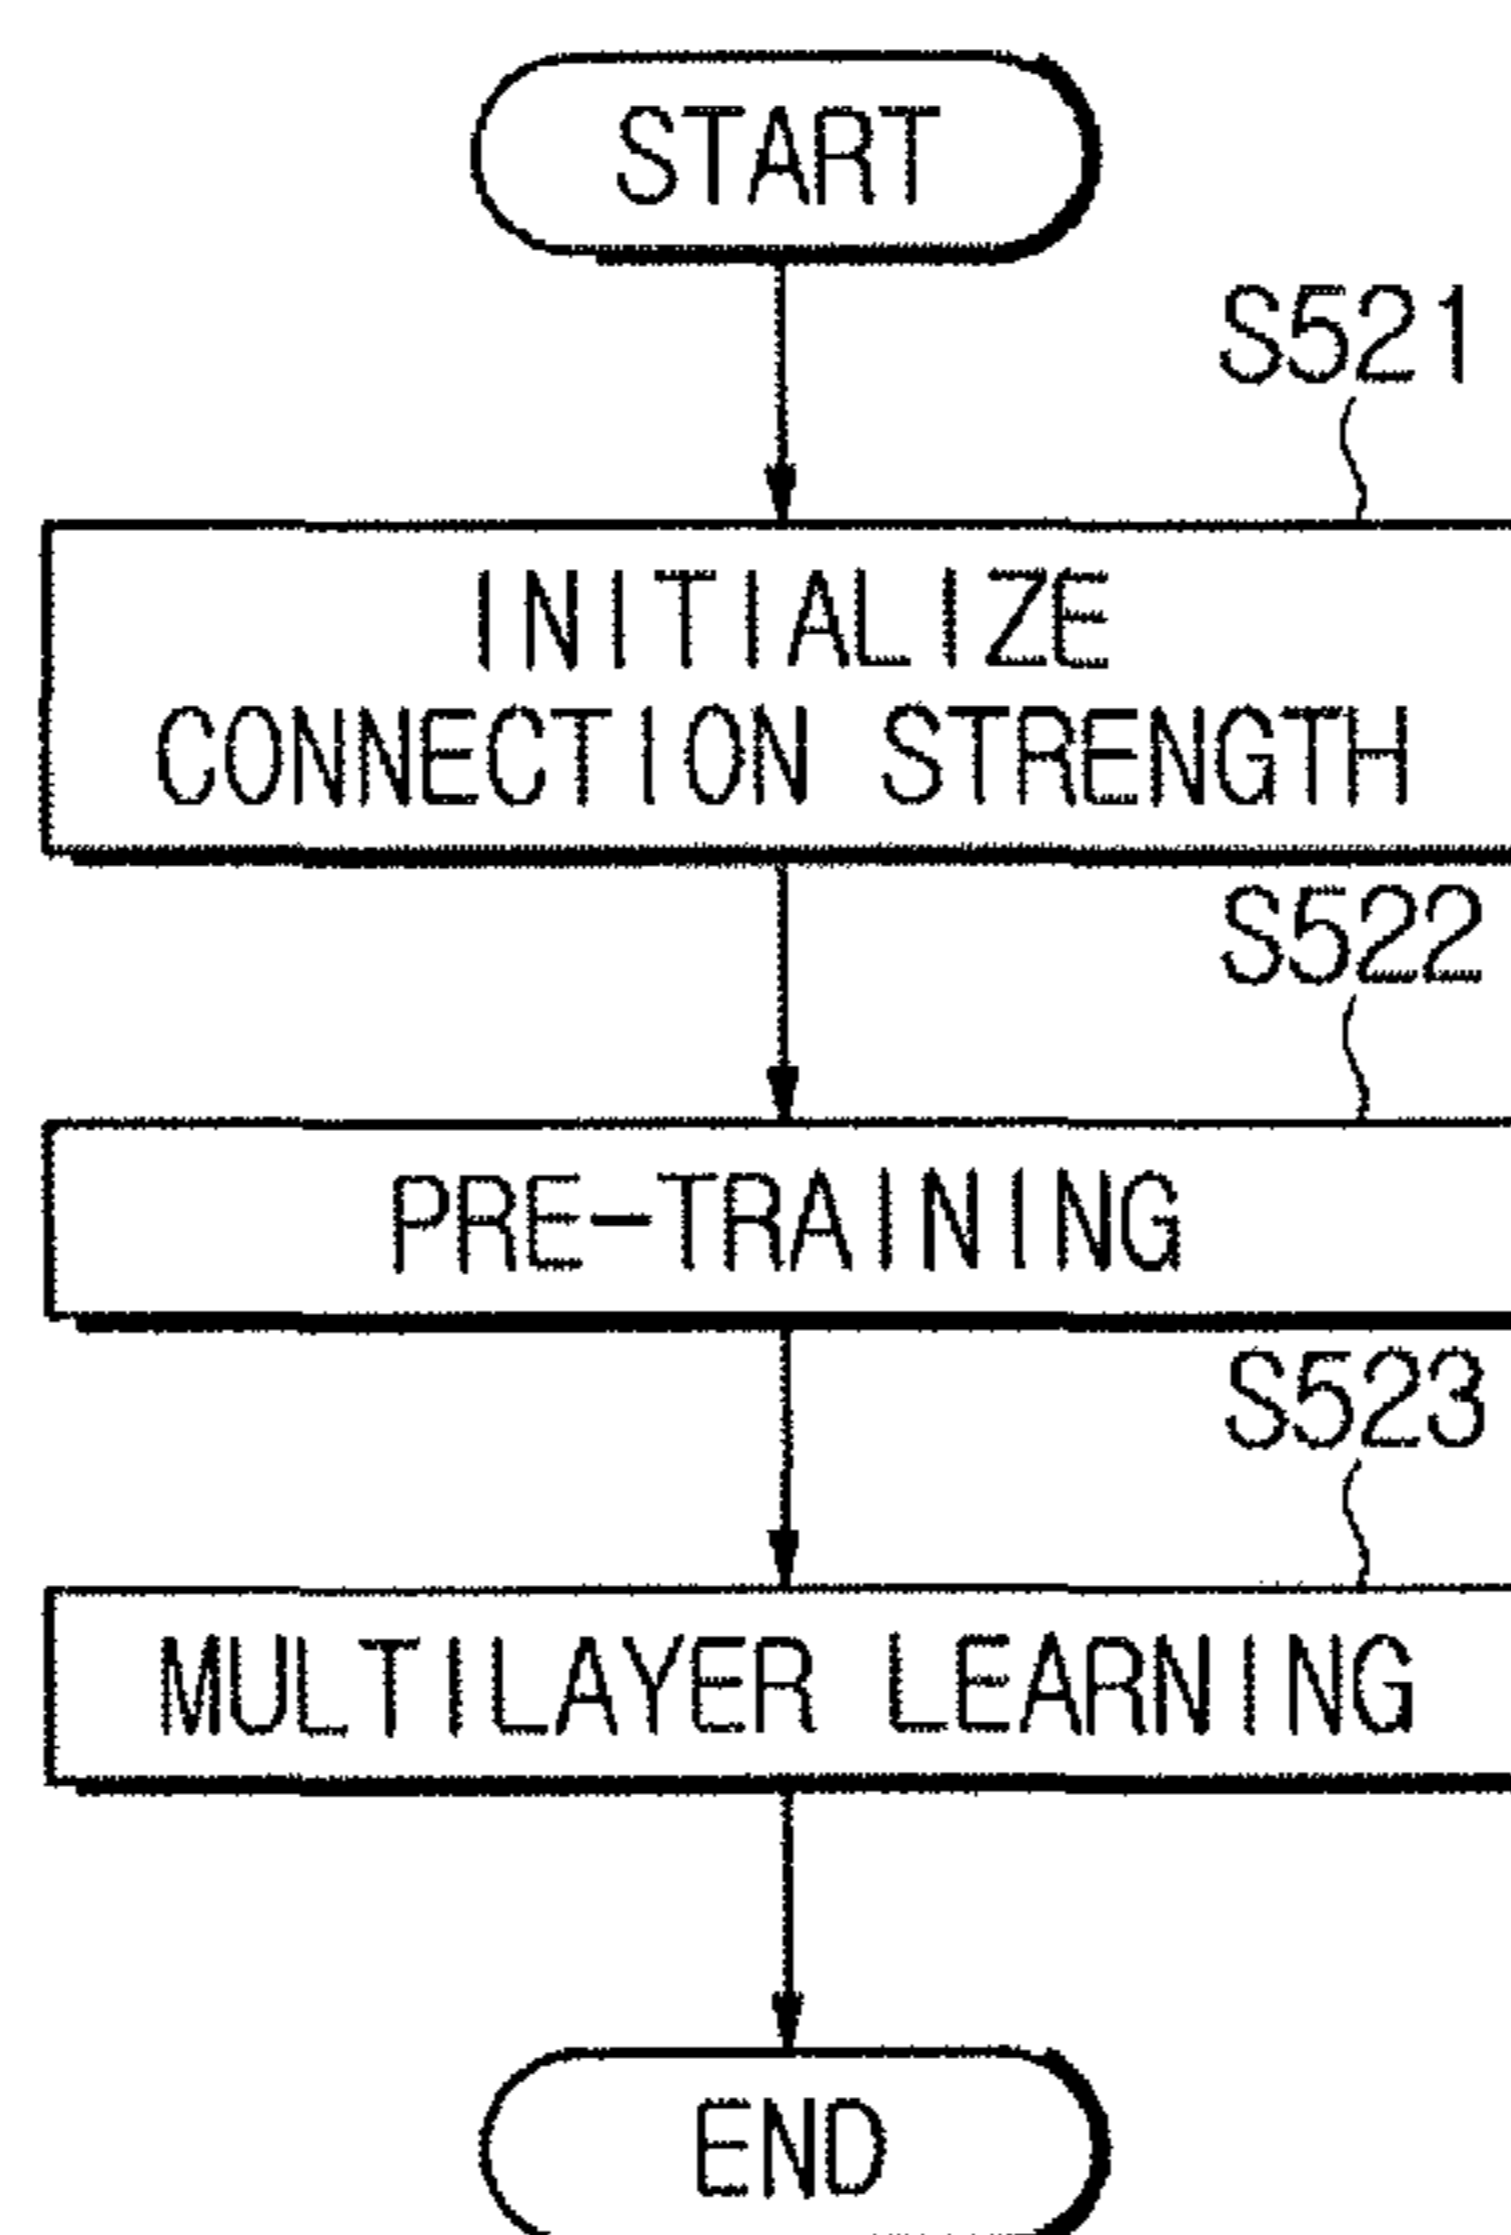 START
S521
INITIALIZE
CONNECTION STRENGTH
S522
PRE-TRAINING
S523
MULTILAYER LEARNING
END